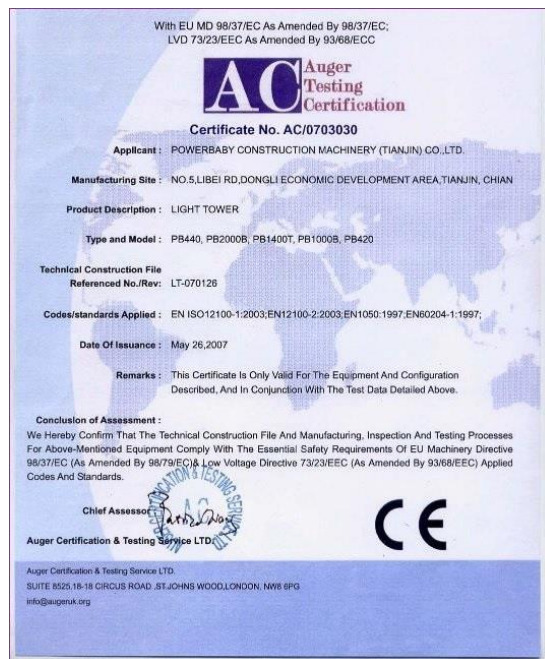 With EU MD 98/37/EC As Amended By 98/37/EC;
LVD 73/23/EEC As Amended By 93/68/ECC
AC Auger
Testing
Certification
Certificate No. AC/0703030
Applicant : POWERBABY CONSTRUCTION MACHINERY (TIANJIN) CO.,LTD.
Manufacturing Site : NO.5,LIBEI RD,DONGLI ECONOMIC DEVELOPMENT AREA,TIANJIN, CHIAN
Product Description : LIGHT TOWER
Type and Model : PB440, PB2000B, PB1400T, PB1000B, PB420
Technical Construction File
Referenced No./Rev: LT-070126
Codes/standards Applied : EN ISO12100-1:2003;EN12100-2:2003;EN1050:1997;EN60204-1:1997;
Date Of Issuance : May 26,2007
Remarks : This Certificate Is Only Valid For The Equipment And Configuration
Described, And In Conjunction With The Test Data Detailed Above.
Conclusion of Assessment :
We Hereby Confirm That The Technical Construction File And Manufacturing, Inspection And Testing Processes
For Above-Mentioned Equipment Comply With The Essential Safety Requirements Of EU Machinery Directive
98/37/EC (As Amended By 98/79/EC)& Low Voltage Directive 73/23/EEC (As Amended By 93/68/EEC) Applied
Codes And Standards.
Chief Assessor
CE
Auger Certification & Testing Service LTD.
Auger Certification & Testing Service LTD.
SUITE 8525,18-18 CIRCUS ROAD .ST.JOHNS WOOD,LONDON. NW8 6PG
info@augeruk.org